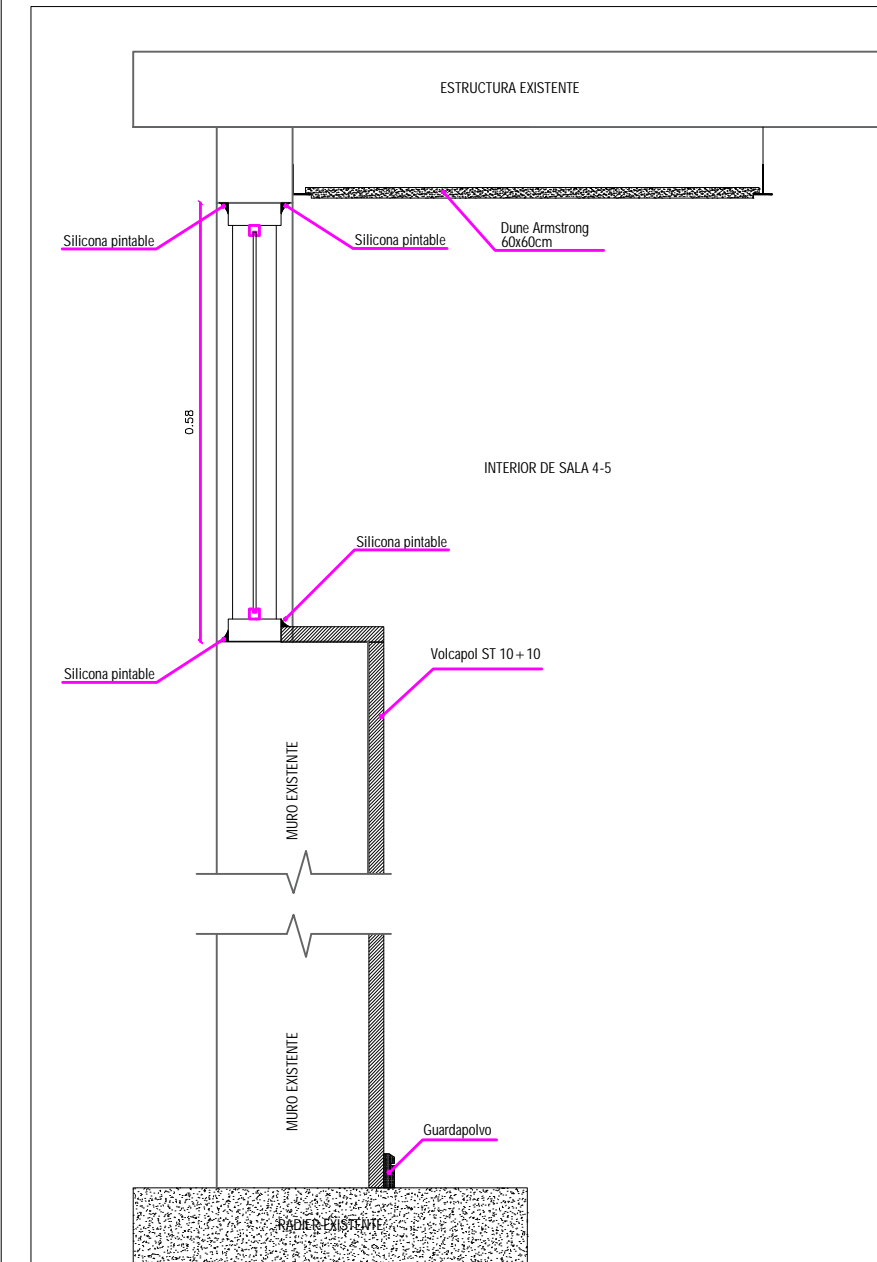 ESTRUCTURA EXISTENTE
Silicona pintable
Silicona pintable
Dune Armstrong
60x60cm
0.58
INTERIOR DE SALA 4-5
Silicona pintable
Silicona pintable
Volcapol ST 10+10
MURO EXISTENTE
MURO EXISTENTE
Guardapolvo
RADIER EXISTENTE